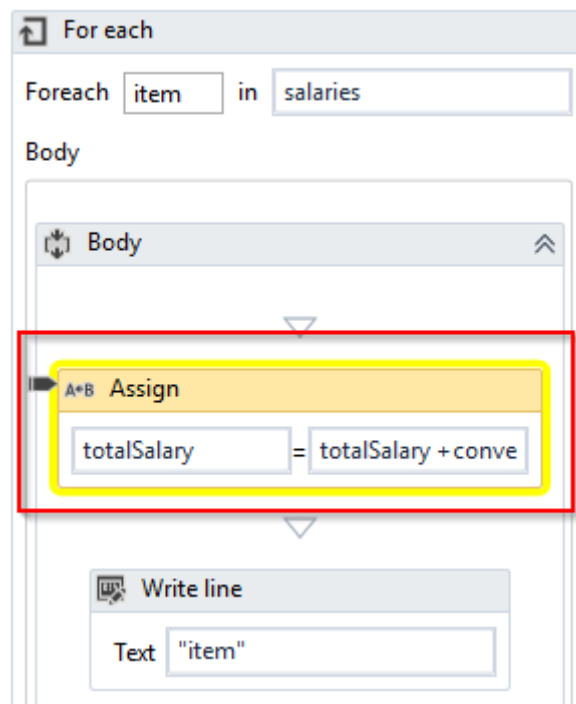 For each
Foreach item in salaries
Body
Body
A+B Assign
totalSalary = totalSalary +conve
Write line
Text "item"